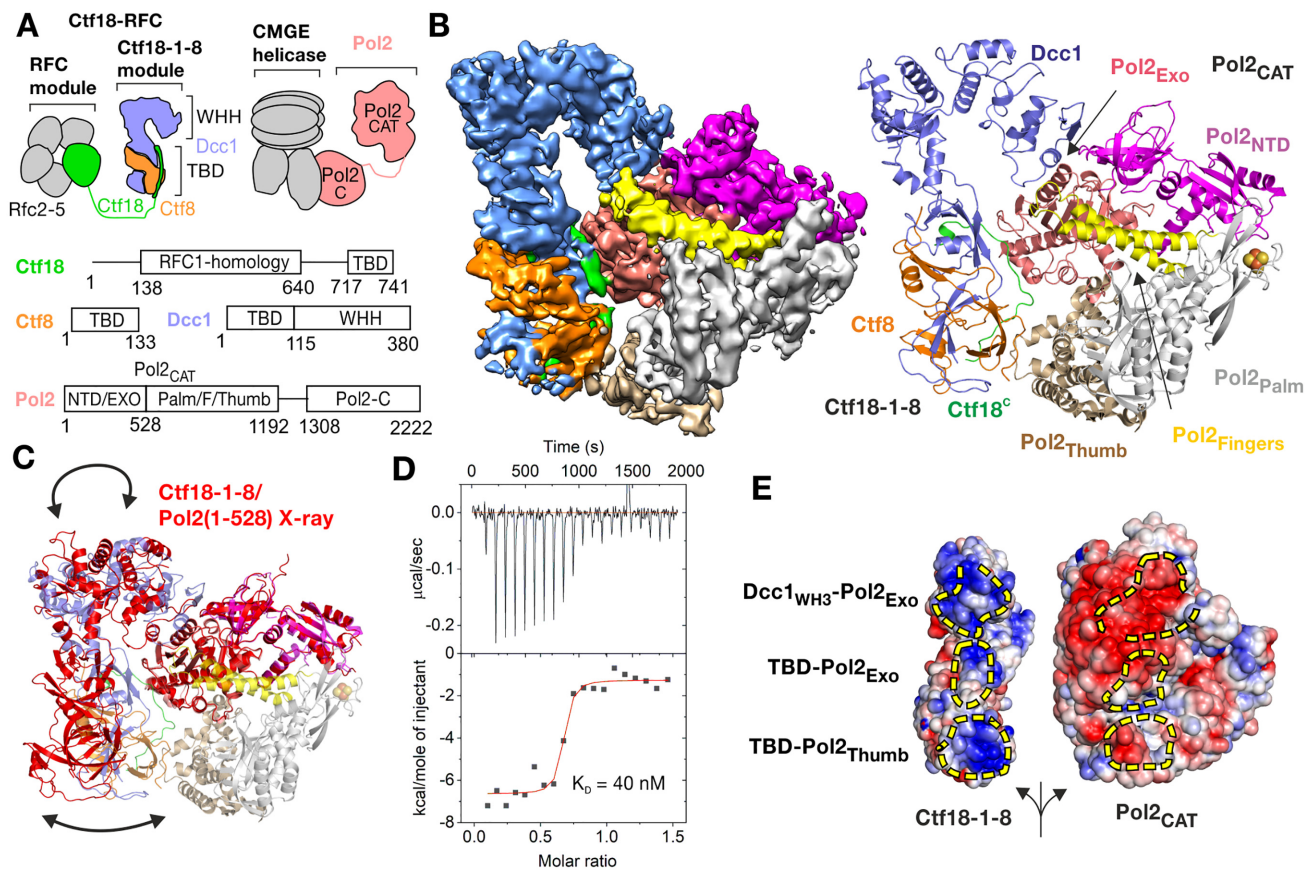 A
Ctf18-RFC
RFC
module
Ctf18-1-8
module
CMGE
helicase
Pol2
WHH
Dcc1
TBD
Rfc2-5
Ctf18
Ctf8
Pol2
CAT
Pol2
C
Ctf18
RFC1-homology
TBD
1
138
640
717
741
Ctf8
TBD
1
133
Dcc1
TBD
WHH
1
115
380
Pol2CAT
Pol2
NTD/EXO
Palm/F/Thumb
Pol2-C
1
528
1192
1308
2222
B
Dcc1
Pol2Exo
Pol2CAT
Pol2NTD
Ctf8
Pol2Palm
Ctf18-1-8
Ctf18C
Pol2Thumb
Pol2Fingers
C
Ctf18-1-8/
Pol2(1-528) X-ray
D
Time (s)
0 500 1000 1500 2000
0.0
-0.1
-0.2
µcal/sec
0
-2
-4
-6
-8
kcal/mole of injectant
KD = 40 nM
0.0 0.5 1.0 1.5
Molar ratio
E
Dcc1WH3-Pol2Exo
TBD-Pol2Exo
TBD-Pol2Thumb
Ctf18-1-8
Pol2CAT